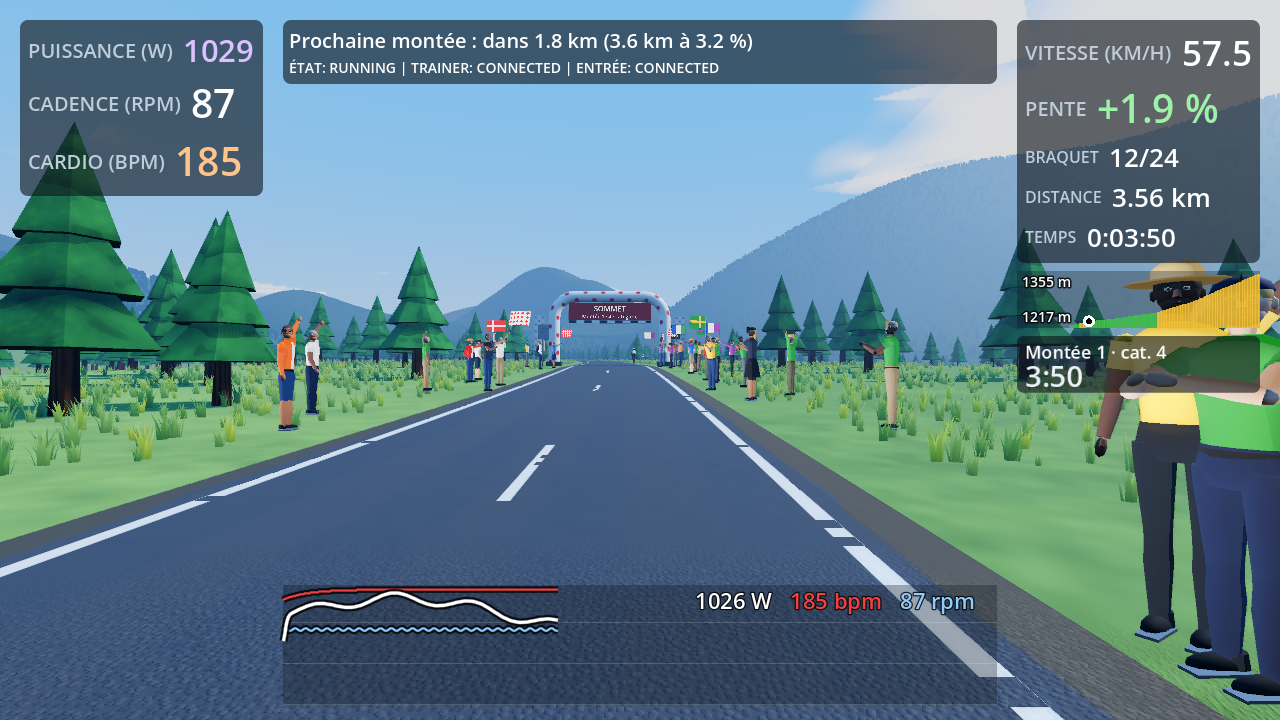 PUISSANCE (W) 1029
CADENCE (RPM) 87
CARDIO (BPM) 185
Prochaine montée : dans 1.8 km (3.6 km à 3.2 %)
ÉTAT: RUNNING | TRAINER: CONNECTED | ENTRÉE: CONNECTED
VITESSE (KM/H) 57.5
PENTE +1.9 %
BRAQUET 12/24
DISTANCE 3.56 km
TEMPS 0:03:50
1355 m
1217 m
Montée 1 · cat. 4
3:50
SOMMET
1026 W 185 bpm 87 rpm